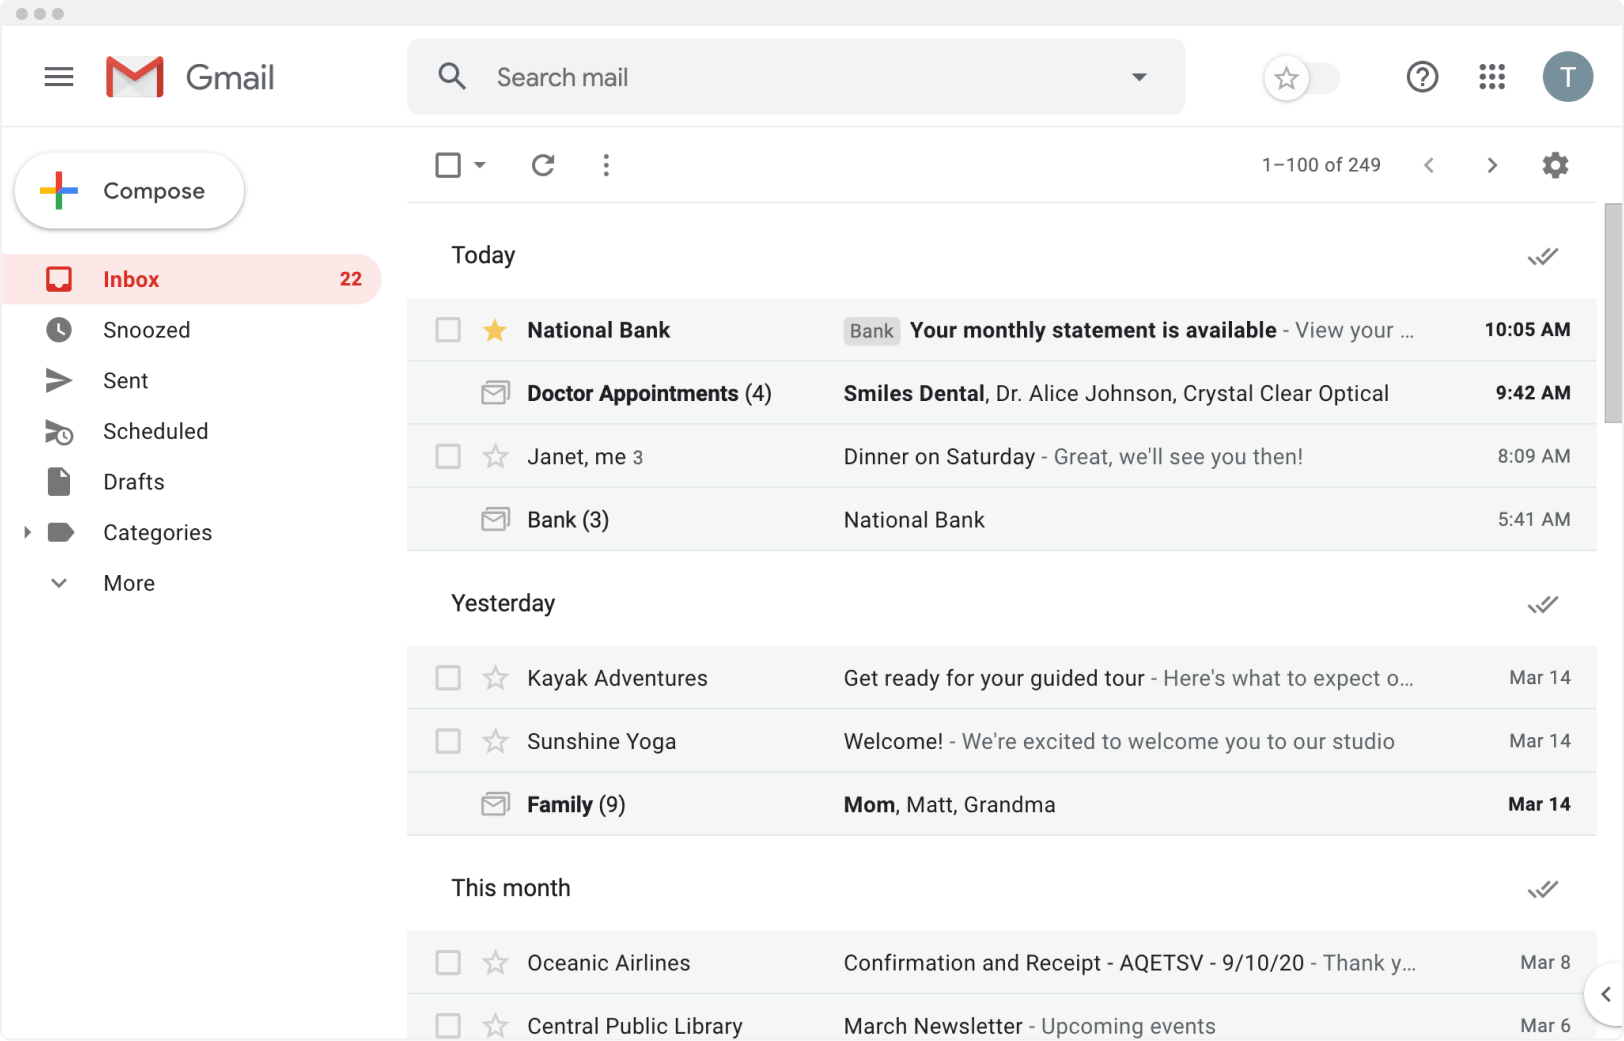 Gmail
Search mail
T
Compose
1–100 of 249
Inbox 22
Snoozed
Sent
Scheduled
Drafts
Categories
More
Today
National Bank Bank Your monthly statement is available - View your ... 10:05 AM
Doctor Appointments (4) Smiles Dental, Dr. Alice Johnson, Crystal Clear Optical 9:42 AM
Janet, me 3 Dinner on Saturday - Great, we'll see you then! 8:09 AM
Bank (3) National Bank 5:41 AM
Yesterday
Kayak Adventures Get ready for your guided tour - Here's what to expect o... Mar 14
Sunshine Yoga Welcome! - We're excited to welcome you to our studio Mar 14
Family (9) Mom, Matt, Grandma Mar 14
This month
Oceanic Airlines Confirmation and Receipt - AQETSV - 9/10/20 - Thank y... Mar 8
Central Public Library March Newsletter - Upcoming events Mar 6